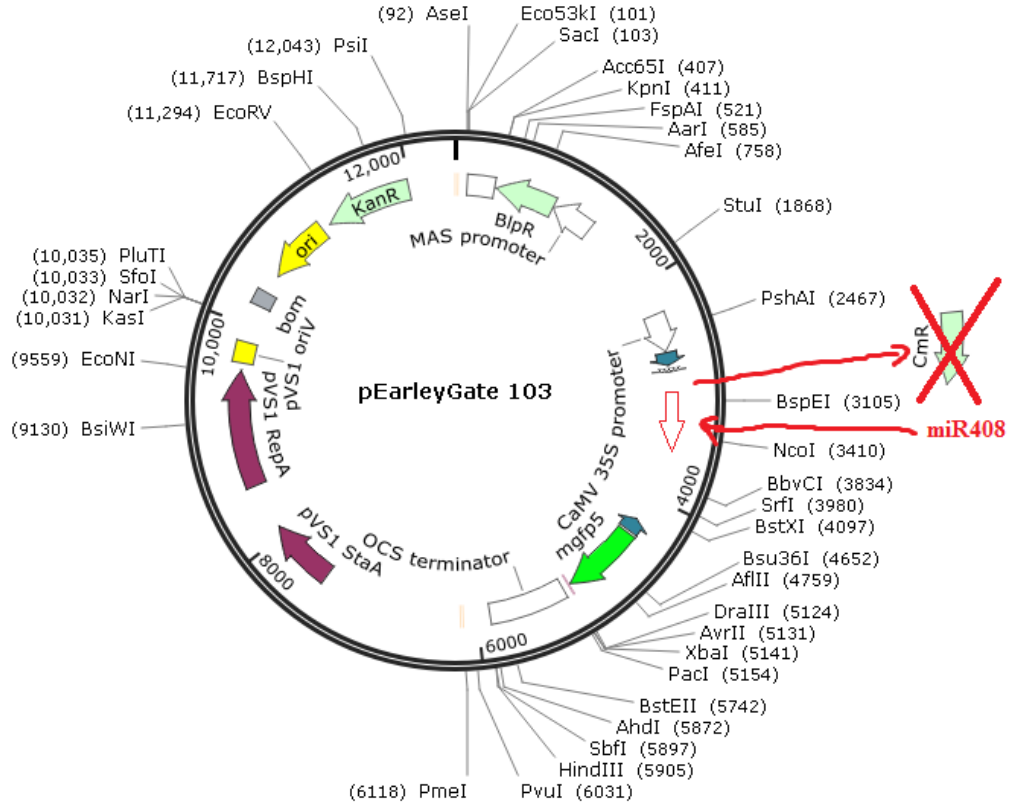 (92) AseI
Eco53kI (101)
SacI (103)
(12,043) PsiI
(11,717) BspHI
(11,294) EcoRV
Acc65I (407)
KpnI (411)
FspAI (521)
AarI (585)
AfeI (758)
StuI (1868)
PshAI (2467)
BspEI (3105)
NcoI (3410)
BbvCI (3834)
SrfI (3980)
BstXI (4097)
Bsu36I (4652)
AflII (4759)
DraIII (5124)
AvrII (5131)
XbaI (5141)
PacI (5154)
BstEII (5742)
AhdI (5872)
SbfI (5897)
HindIII (5905)
PvuI (6031)
(6118) PmeI
(9130) BsiWI
(9559) EcoNI
(10,031) KasI
(10,032) NarI
(10,033) SfoI
(10,035) PluTI
12,000
2000
4000
6000
8000
10,000
KanR
ori
bom
pVS1 oriV
pVS1 RepA
pVS1 StaA
OCS terminator
mgfp5
CaMV 35S promoter
BlpR
MAS promoter
pEarleyGate 103
CmR
miR408